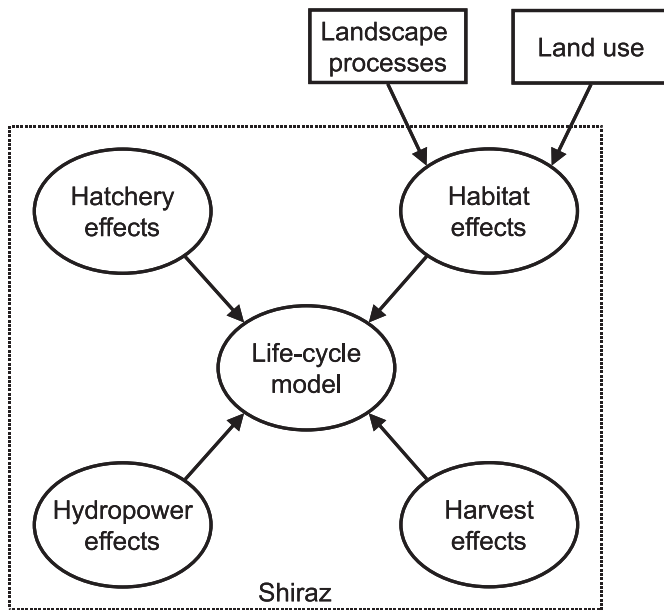 Landscape
processes
Land use
Hatchery
effects
Habitat
effects
Life-cycle
model
Hydropower
effects
Harvest
effects
Shiraz